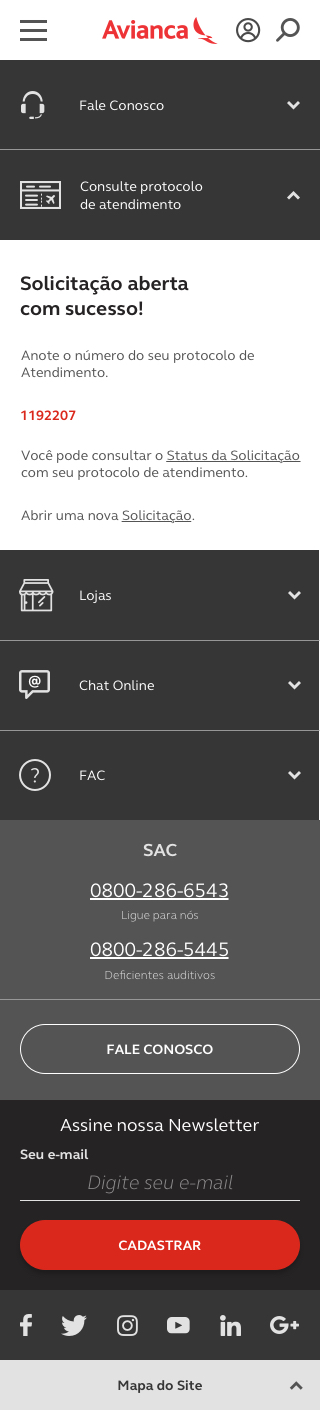 Avianca
Fale Conosco
Consulte protocolo
de atendimento
Solicitação aberta
com sucesso!
Anote o número do seu protocolo de
Atendimento.
1192207
Você pode consultar o Status da Solicitação
com seu protocolo de atendimento.
Abrir uma nova Solicitação.
Lojas
@
Chat Online
?
FAC
SAC
0800-286-6543
Ligue para nós
0800-286-5445
Deficientes auditivos
FALE CONOSCO
Assine nossa Newsletter
Seu e-mail
Digite seu e-mail
CADASTRAR
Mapa do Site